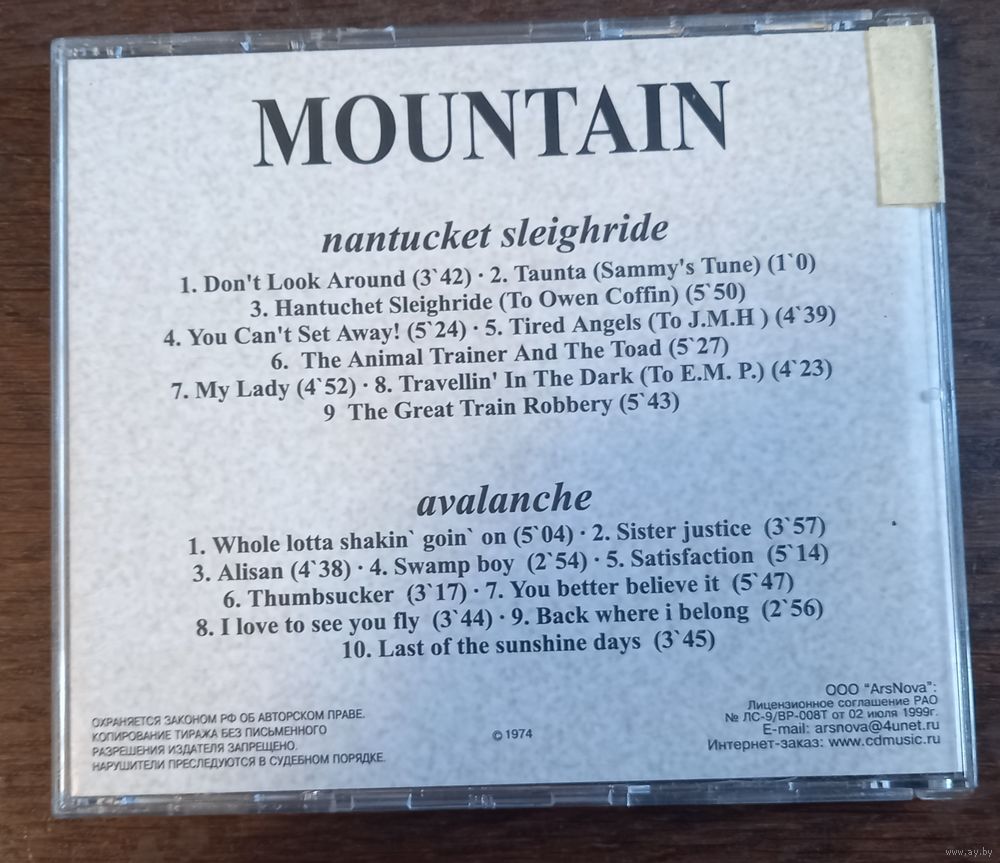 MOUNTAIN
nantucket sleighride
1. Don't Look Around (3`42) · 2. Taunta (Sammy's Tune) (1`0)
3. Hantuchet Sleighride (To Owen Coffin) (5`50)
4. You Can't Set Away! (5`24) · 5. Tired Angels (To J.M.H ) (4`39)
6. The Animal Trainer And The Toad (5`27)
7. My Lady (4`52) · 8. Travellin' In The Dark (To E.M. P.) (4`23)
9 The Great Train Robbery (5`43)
avalanche
1. Whole lotta shakin` goin` on (5`04) · 2. Sister justice (3`57)
3. Alisan (4`38) · 4. Swamp boy (2`54) · 5. Satisfaction (5`14)
6. Thumbsucker (3`17) · 7. You better believe it (5`47)
8. I love to see you fly (3`44) · 9. Back where i belong (2`56)
10. Last of the sunshine days (3`45)
ОХРАНЯЕТСЯ ЗАКОНОМ РФ ОБ АВТОРСКОМ ПРАВЕ.
КОПИРОВАНИЕ ТИРАЖА БЕЗ ПИСЬМЕННОГО
РАЗРЕШЕНИЯ ИЗДАТЕЛЯ ЗАПРЕЩЕНО.
НАРУШИТЕЛИ ПРЕСЛЕДУЮТСЯ В СУДЕБНОМ ПОРЯДКЕ.
© 1974
ООО "ArsNova":
Лицензионное соглашение РАО
№ ЛС-9/ВР-008Т от 02 июля 1999г.
E-mail: arsnova@4unet.ru
Интернет-заказ: www.cdmusic.ru
www.ay.by